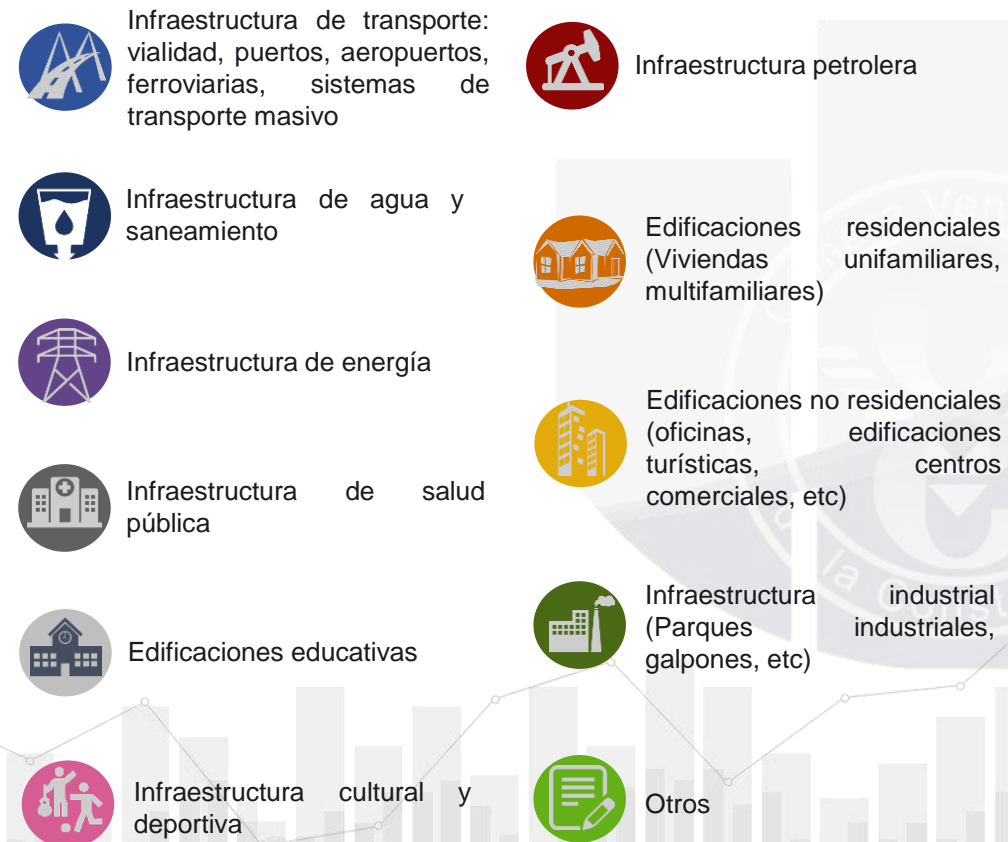 Infraestructura de transporte:
vialidad, puertos, aeropuertos,
ferroviarias, sistemas de
transporte masivo
Infraestructura de agua y
saneamiento
Infraestructura de energía
Infraestructura de salud
pública
Edificaciones educativas
Infraestructura cultural y
deportiva
Infraestructura petrolera
Edificaciones residenciales
(Viviendas unifamiliares,
multifamiliares)
Edificaciones no residenciales
(oficinas, edificaciones
turísticas, centros
comerciales, etc)
Infraestructura industrial
(Parques industriales,
galpones, etc)
Otros